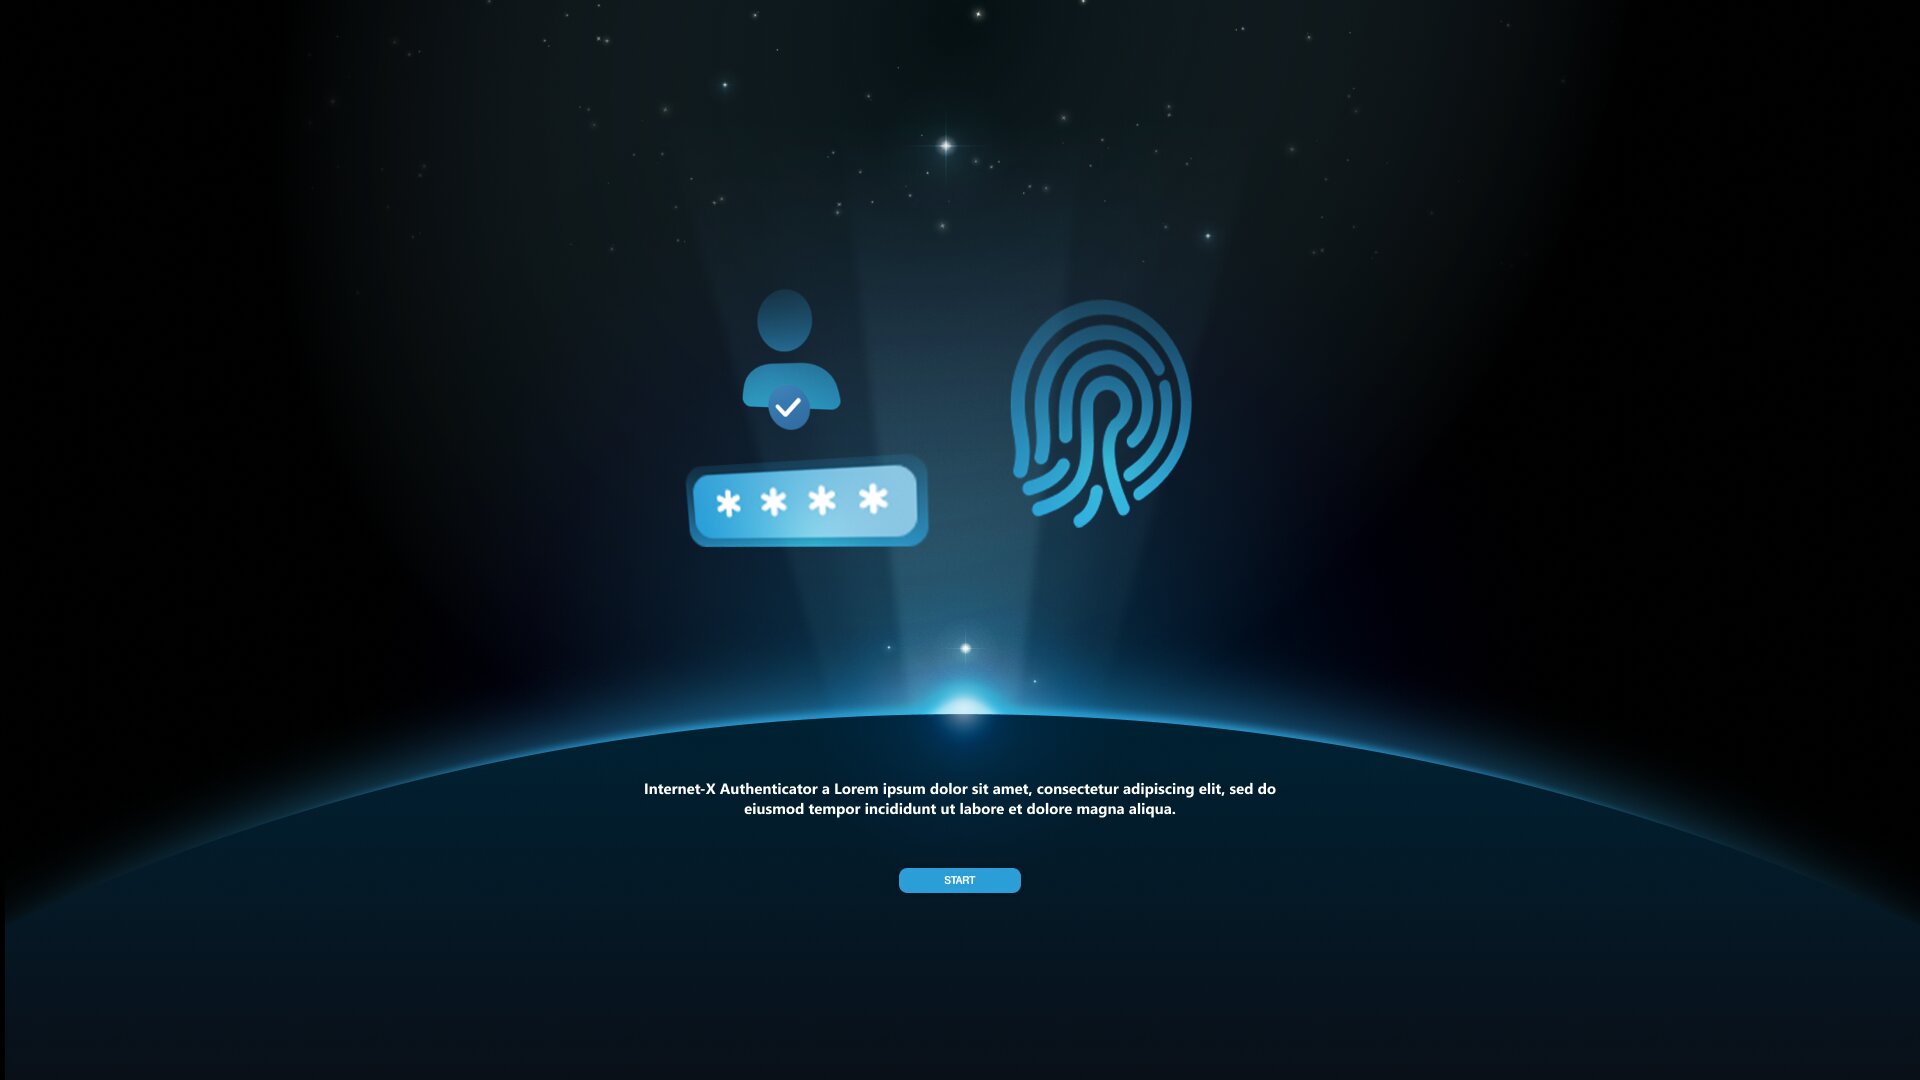 * * * *
Internet-X Authenticator a Lorem ipsum dolor sit amet, consectetur adipiscing elit, sed do
eiusmod tempor incididunt ut labore et dolore magna aliqua.
START